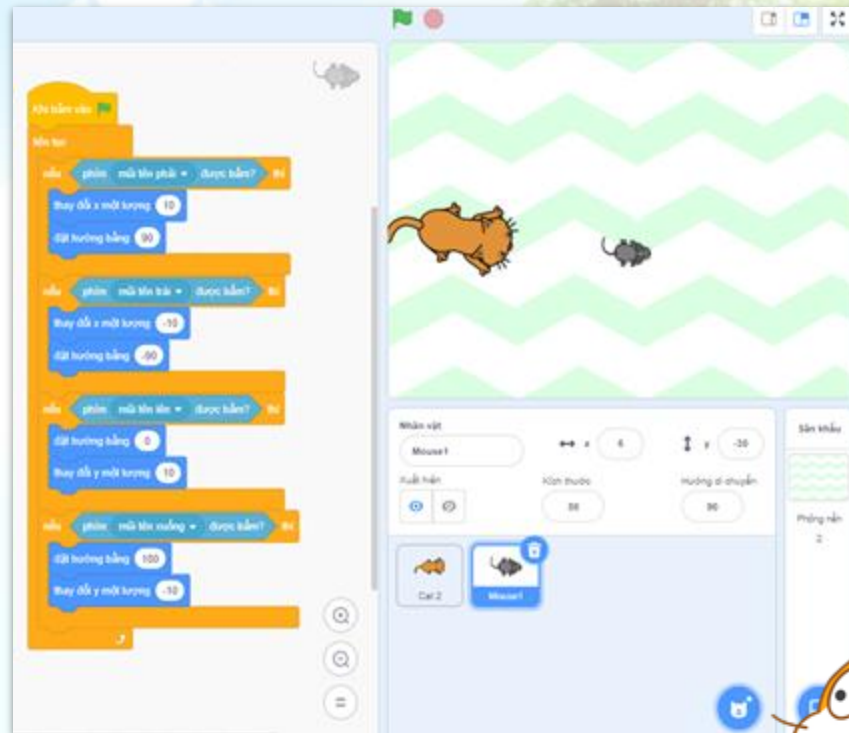 Khi bấm vào
liên tục
nếu phím mũi tên phải được bấm? thì
thay đổi x một lượng 10
đặt hướng bằng 90
nếu phím mũi tên trái được bấm? thì
thay đổi x một lượng -10
đặt hướng bằng -90
nếu phím mũi tên lên được bấm? thì
đặt hướng bằng 0
thay đổi y một lượng 10
nếu phím mũi tên xuống được bấm? thì
đặt hướng bằng 100
thay đổi y một lượng -10
Nhân vật
Mouse1
x 6
y -30
Xuất hiện
Kích thước
Hướng di chuyển
90
Cat 2
Mouse1
Sân khấu
Phông nền
2